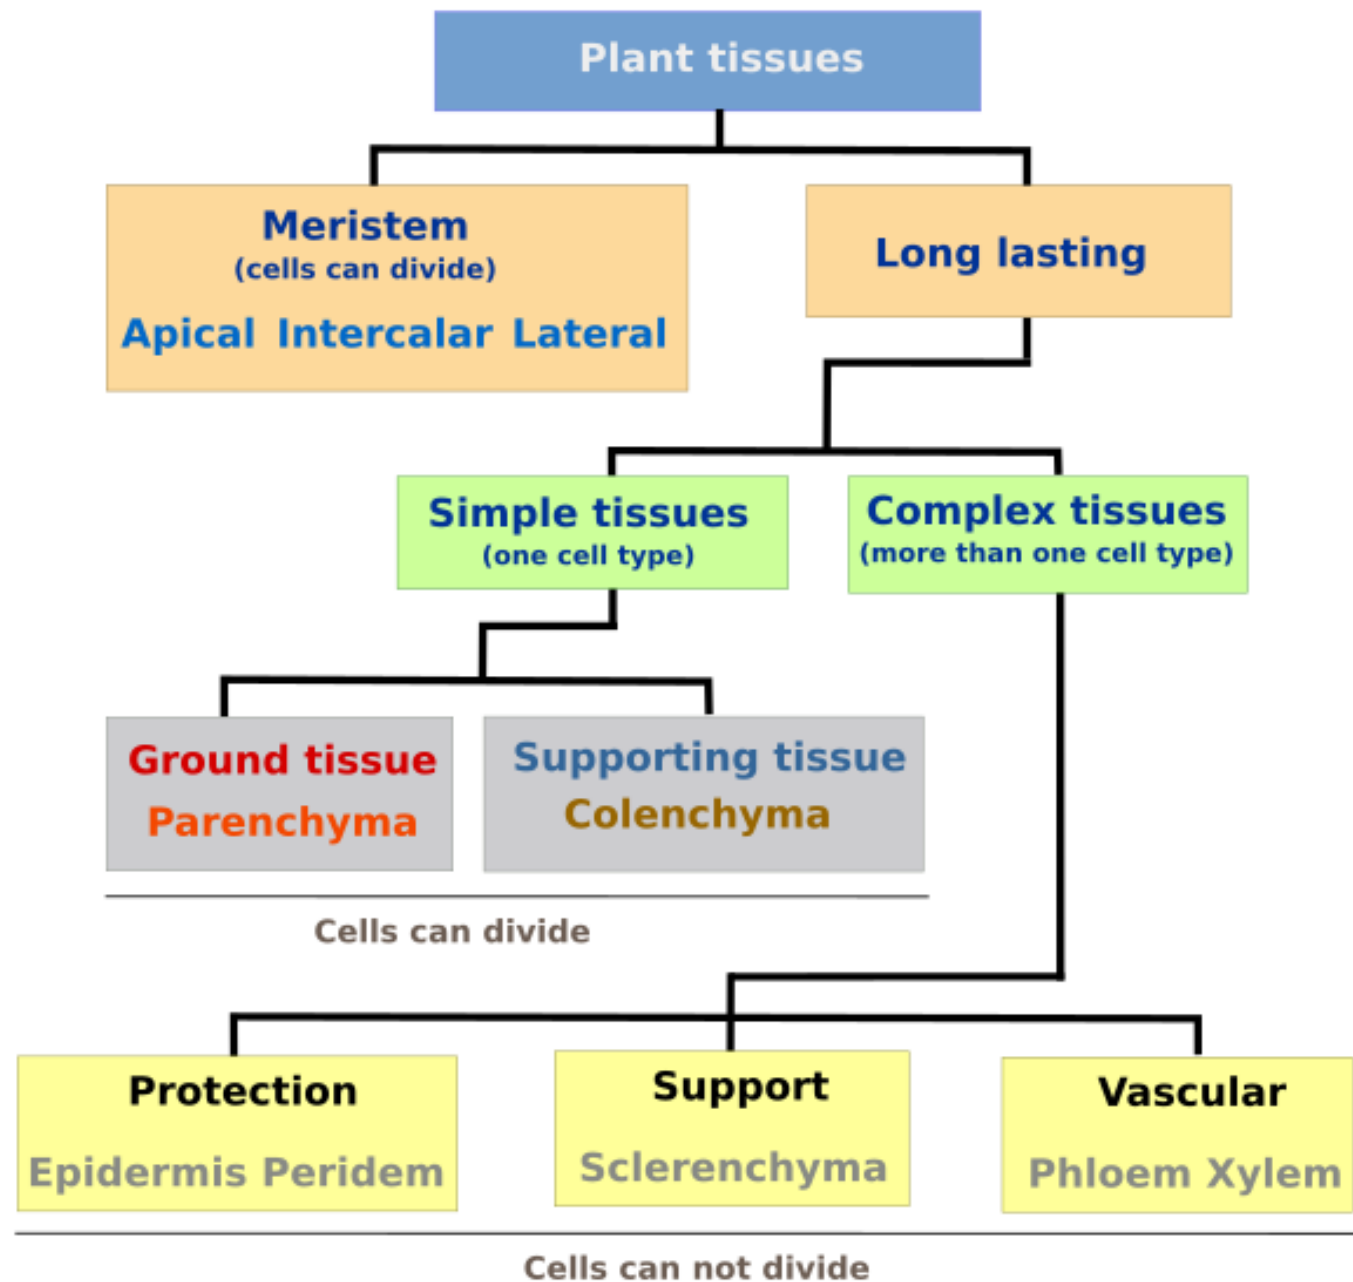 Plant tissues
Meristem
(cells can divide)
Apical Intercalar Lateral
Long lasting
Simple tissues
(one cell type)
Complex tissues
(more than one cell type)
Ground tissue
Parenchyma
Supporting tissue
Colenchyma
Cells can divide
Protection
Epidermis Peridem
Support
Sclerenchyma
Vascular
Phloem Xylem
Cells can not divide